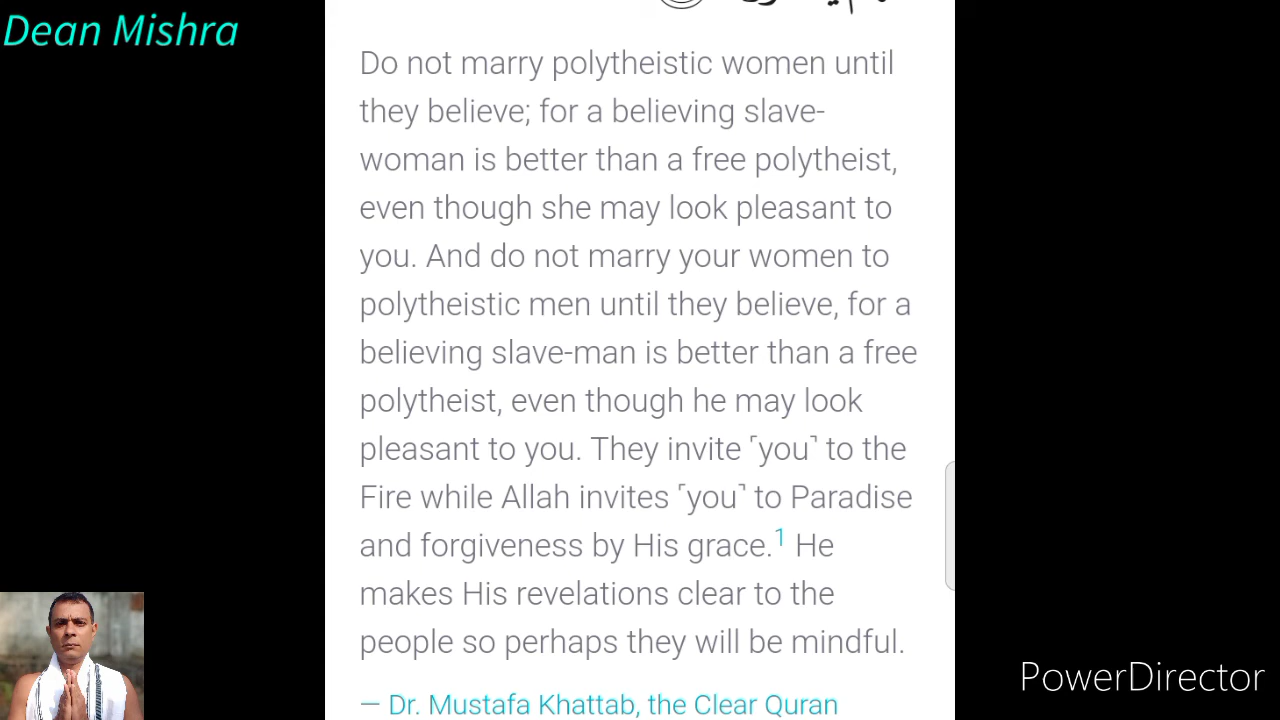 Dean Mishra
Do not marry polytheistic women until
they believe; for a believing slave-
woman is better than a free polytheist,
even though she may look pleasant to
you. And do not marry your women to
polytheistic men until they believe, for a
believing slave-man is better than a free
polytheist, even though he may look
pleasant to you. They invite ˹you˺ to the
Fire while Allah invites ˹you˺ to Paradise
and forgiveness by His grace.¹ He
makes His revelations clear to the
people so perhaps they will be mindful.
— Dr. Mustafa Khattab, the Clear Quran
PowerDirector